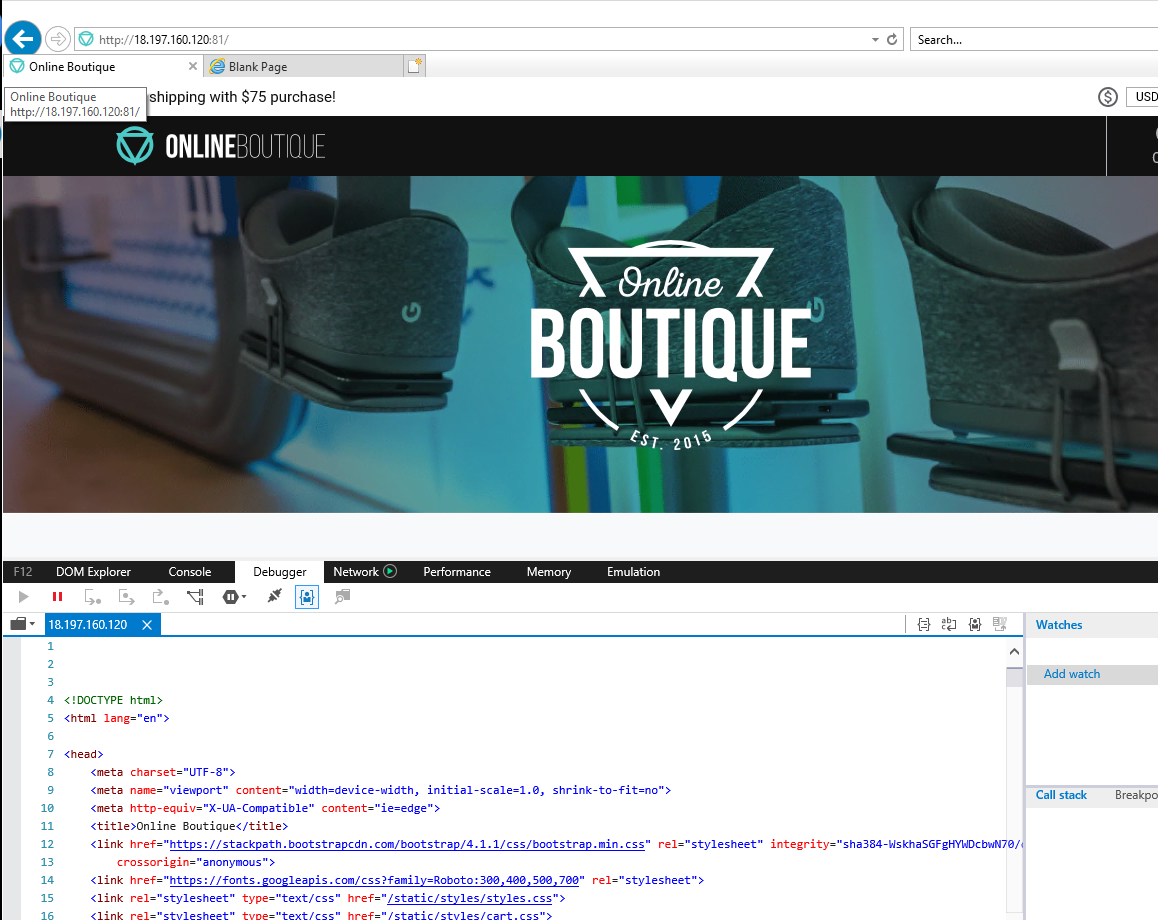 http://18.197.160.120:81/
Search...
Online Boutique
Blank Page
Online Boutique
http://18.197.160.120:81/
shipping with $75 purchase!
$
USD
ONLINEBOUTIQUE
Online
BOUTIQUE
EST. 2015
F12 DOM Explorer Console Debugger Network Performance Memory Emulation
18.197.160.120
Watches
Add watch
Call stack Breakpo
1
2
3
4 <!DOCTYPE html>
5 <html lang="en">
6
7 <head>
8 <meta charset="UTF-8">
9 <meta name="viewport" content="width=device-width, initial-scale=1.0, shrink-to-fit=no">
10 <meta http-equiv="X-UA-Compatible" content="ie=edge">
11 <title>Online Boutique</title>
12 <link href="https://stackpath.bootstrapcdn.com/bootstrap/4.1.1/css/bootstrap.min.css" rel="stylesheet" integrity="sha384-WskhaSGFgHYWDcbwN70/
13 crossorigin="anonymous">
14 <link href="https://fonts.googleapis.com/css?family=Roboto:300,400,500,700" rel="stylesheet">
15 <link rel="stylesheet" type="text/css" href="/static/styles/styles.css">
16 <link rel="stylesheet" type="text/css" href="/static/styles/cart.css">